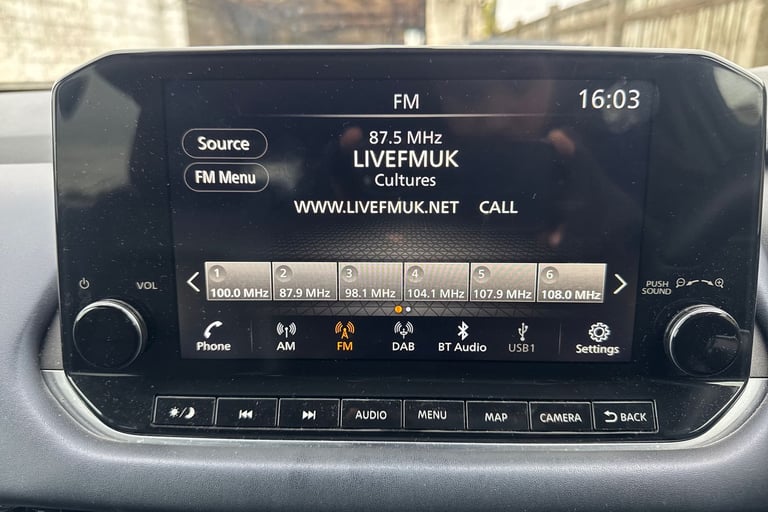 FM 16:03
Source
87.5 MHz
LIVEFMUK
FM Menu
Cultures
WWW.LIVEFMUK.NET CALL
1 2 3 4 5 6
100.0 MHz 87.9 MHz 98.1 MHz 104.1 MHz 107.9 MHz 108.0 MHz
VOL
PUSH
SOUND
Phone AM FM DAB BT Audio USB1 Settings
AUDIO MENU MAP CAMERA BACK